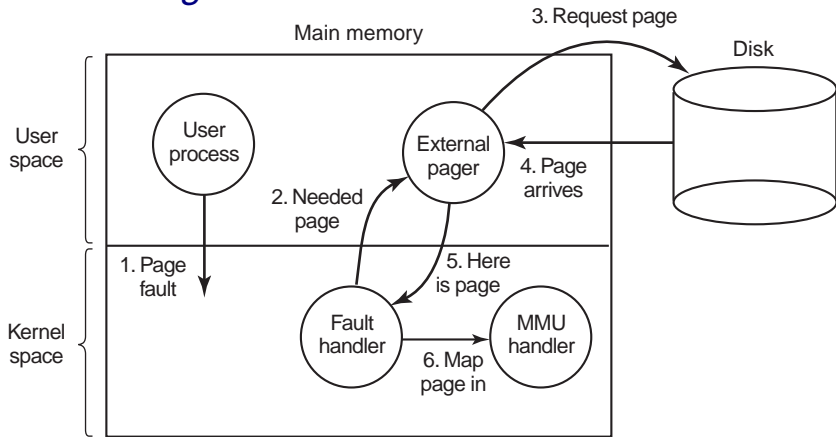 3. Request page
Main memory
Disk
User
space
User
process
External
pager
4. Page
arrives
2. Needed
page
1. Page
fault
5. Here
is page
Kernel
space
Fault
handler
MMU
handler
6. Map
page in